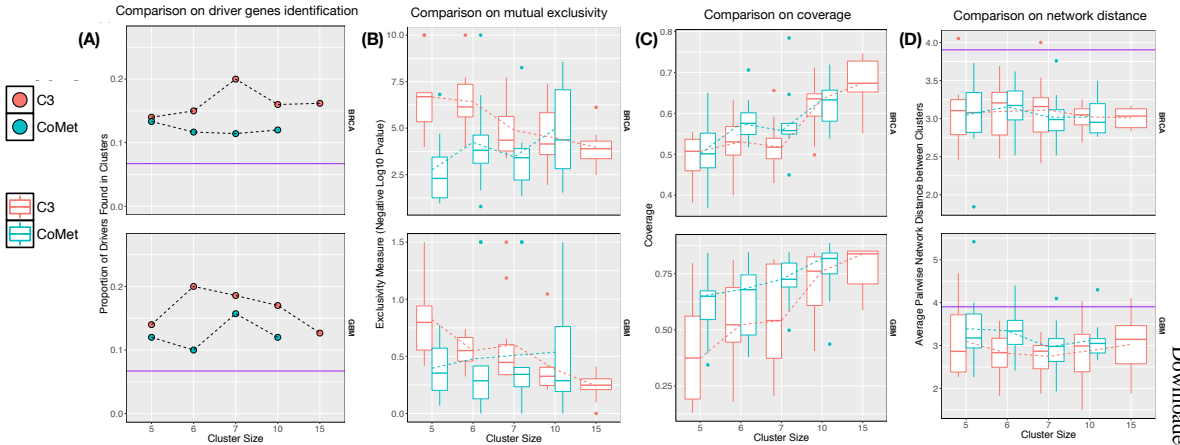 Comparison on driver genes identification
Comparison on mutual exclusivity
Comparison on coverage
Comparison on network distance
(A)
(B)
(C)
(D)
C3
CoMet
C3
CoMet
Proportion of Drivers Found in Clusters
0.2
0.1
0.0
BRCA
0.2
0.1
0.0
GBM
5 6 7 10 15
Cluster Size
Exclusivity Measure (Negative Log10 Pvalue)
10.0
7.5
5.0
2.5
BRCA
1.5
1.0
0.5
0.0
GBM
5 6 7 10 15
Cluster Size
Coverage
0.8
0.7
0.6
0.5
0.4
BRCA
0.75
0.50
0.25
GBM
5 6 7 10 15
Cluster Size
Average Pairwise Network Distance between Clusters
4.0
3.5
3.0
2.5
2.0
BRCA
5
4
3
2
GBM
5 6 7 10 15
Cluster Size
Downloade